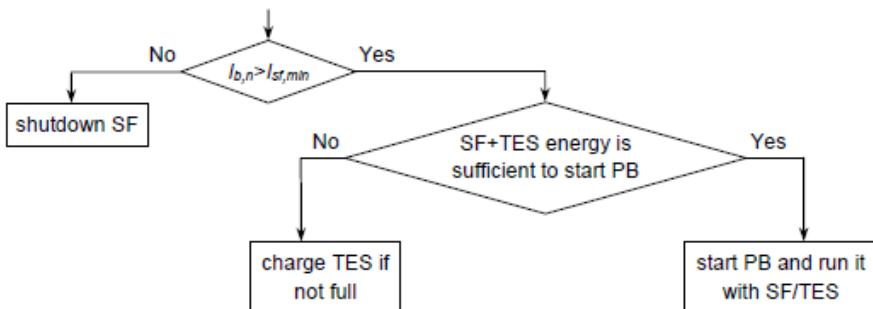 No
I_b,n>I_sf,min
Yes
shutdown SF
No
SF+TES energy is
sufficient to start PB
Yes
charge TES if
not full
start PB and run it
with SF/TES